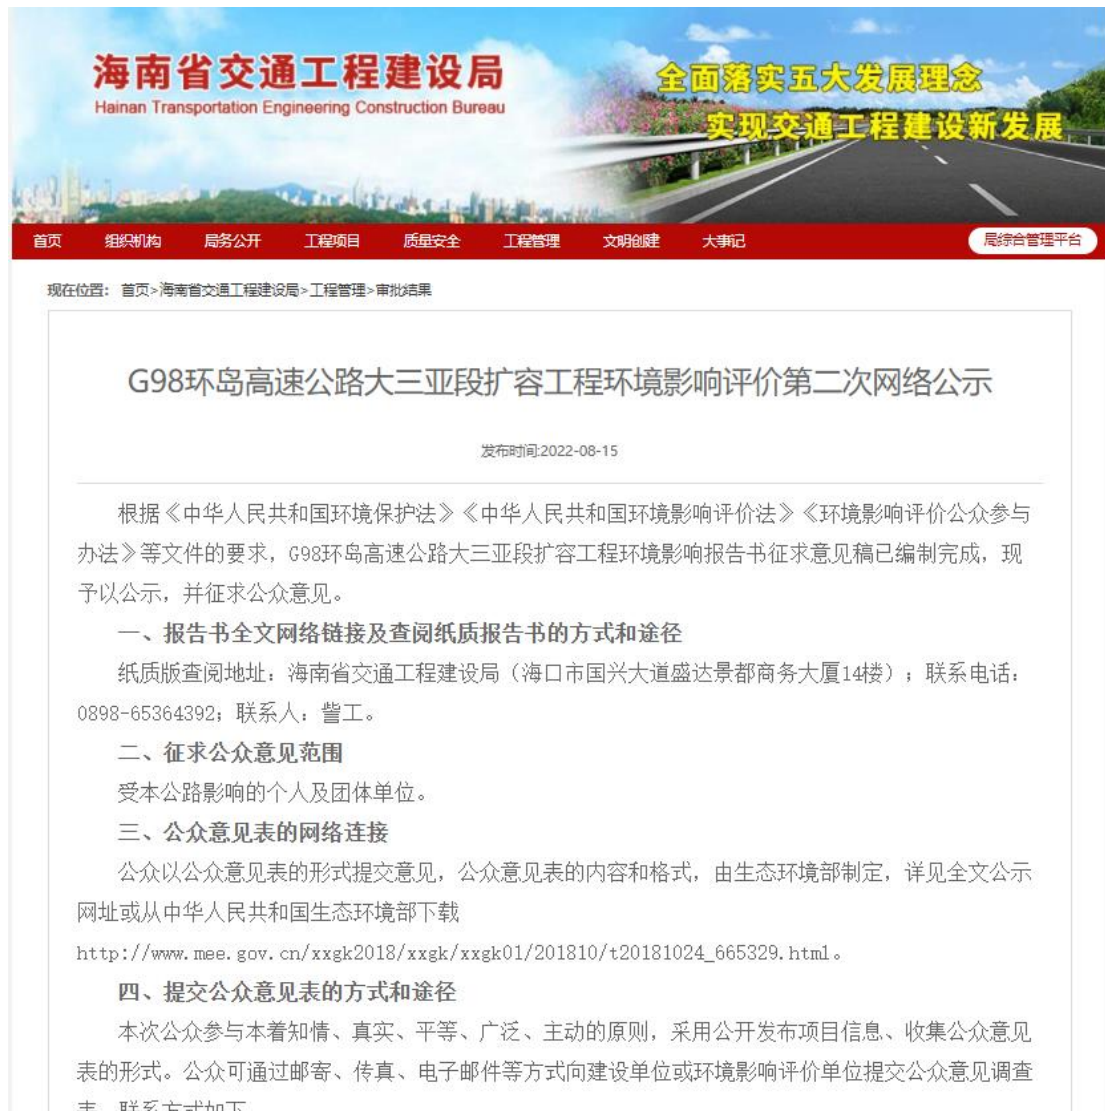 海南省交通工程建设局
Hainan Transportation Engineering Construction Bureau
全面落实五大发展理念
实现交通工程建设新发展
首页 组织机构 局务公开 工程项目 质量安全 工程管理 文明创建 大事记 局综合管理平台
现在位置： 首页>海南省交通工程建设局>工程管理>审批结果
G98环岛高速公路大三亚段扩容工程环境影响评价第二次网络公示
发布时间:2022-08-15
根据《中华人民共和国环境保护法》《中华人民共和国环境影响评价法》《环境影响评价公众参与
办法》等文件的要求，G98环岛高速公路大三亚段扩容工程环境影响报告书征求意见稿已编制完成，现
予以公示，并征求公众意见。
一、报告书全文网络链接及查阅纸质报告书的方式和途径
纸质版查阅地址：海南省交通工程建设局（海口市国兴大道盛达景都商务大厦14楼）；联系电话：
0898-65364392；联系人：訾工。
二、征求公众意见范围
受本公路影响的个人及团体单位。
三、公众意见表的网络连接
公众以公众意见表的形式提交意见，公众意见表的内容和格式，由生态环境部制定，详见全文公示
网址或从中华人民共和国生态环境部下载
http://www.mee.gov.cn/xxgk2018/xxgk/xxgk01/201810/t20181024_665329.html。
四、提交公众意见表的方式和途径
本次公众参与本着知情、真实、平等、广泛、主动的原则，采用公开发布项目信息、收集公众意见
表的形式。公众可通过邮寄、传真、电子邮件等方式向建设单位或环境影响评价单位提交公众意见调查
表，联系方式如下